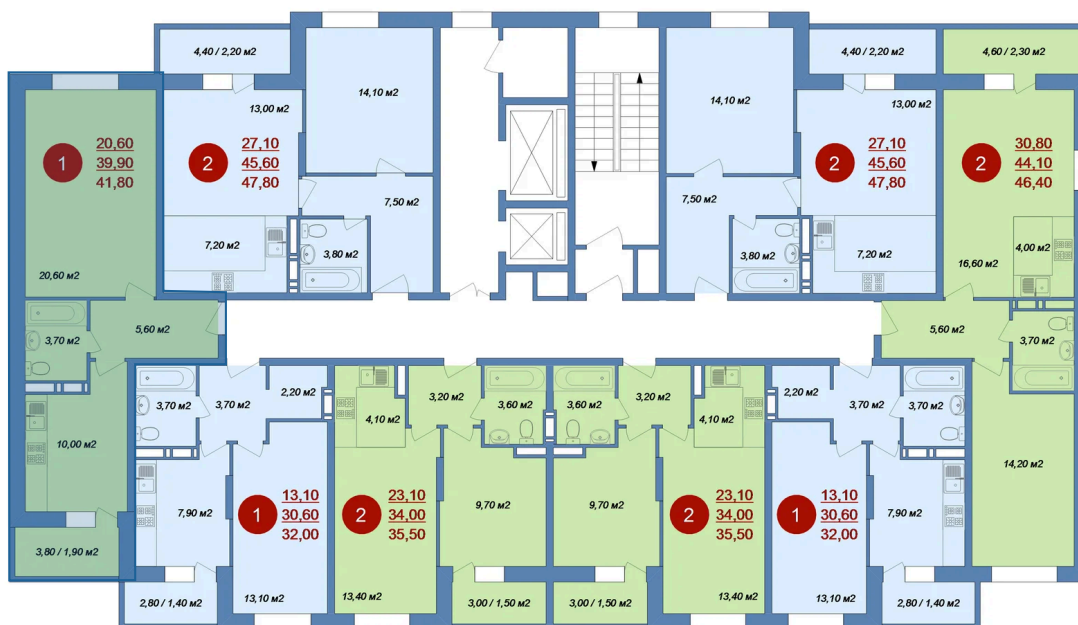 4,40 / 2,20 м2
14,10 м2
13,00 м2
2
27,10
45,60
47,80
7,20 м2
3,80 м2
7,50 м2
1
20,60
39,90
41,80
20,60 м2
3,70 м2
5,60 м2
10,00 м2
3,80 / 1,90 м2
14,10 м2
7,50 м2
3,80 м2
4,40 / 2,20 м2
13,00 м2
2
27,10
45,60
47,80
7,20 м2
4,60 / 2,30 м2
2
30,80
44,10
46,40
4,00 м2
16,60 м2
5,60 м2
3,70 м2
14,20 м2
3,70 м2
3,70 м2
2,20 м2
7,90 м2
1
13,10
30,60
32,00
13,10 м2
2,80 / 1,40 м2
4,10 м2
3,20 м2
3,60 м2
2
23,10
34,00
35,50
9,70 м2
13,40 м2
3,00 / 1,50 м2
3,60 м2
3,20 м2
4,10 м2
9,70 м2
2
23,10
34,00
35,50
13,40 м2
3,00 / 1,50 м2
2,20 м2
3,70 м2
3,70 м2
1
13,10
30,60
32,00
7,90 м2
13,10 м2
2,80 / 1,40 м2